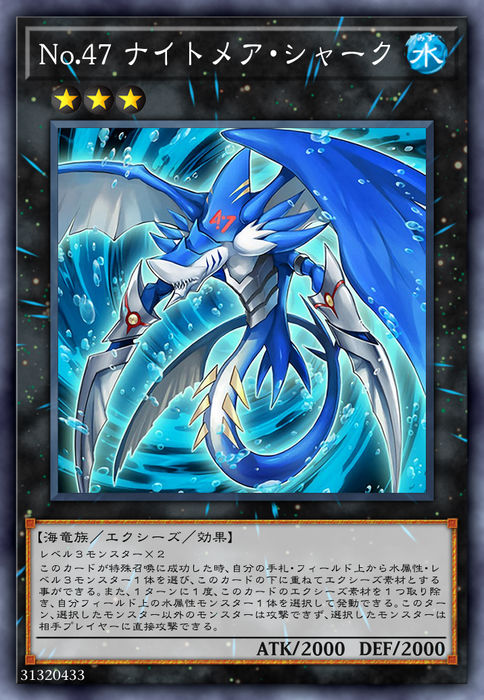 No.47 ナイトメア・シャーク
みず
水
47
【海竜族／エクシーズ／効果】
レベル３モンスター×２
このカードが特殊召喚に成功した時、自分の手札・フィールド上から水属性・レ
ベル３モンスター１体を選び、このカードの下に重ねてエクシーズ素材とする
事ができる。また、１ターンに１度、このカードのエクシーズ素材を１つ取り除
き、自分フィールド上の水属性モンスター１体を選択して発動できる。このター
ン、選択したモンスター以外のモンスターは攻撃できず、選択したモンスターは
相手プレイヤーに直接攻撃できる。
ATK/2000 DEF/2000
31320433